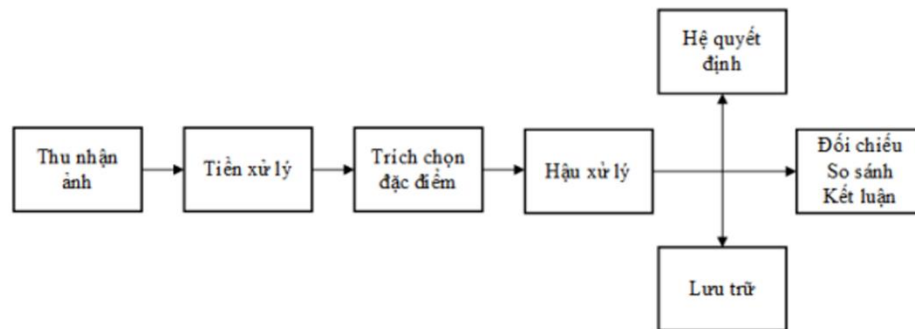 Hệ quyết
định
Thu nhận
ảnh
Tiền xử lý
Trích chọn
đặc điểm
Hậu xử lý
Đối chiếu
So sánh
Kết luận
Lưu trữ